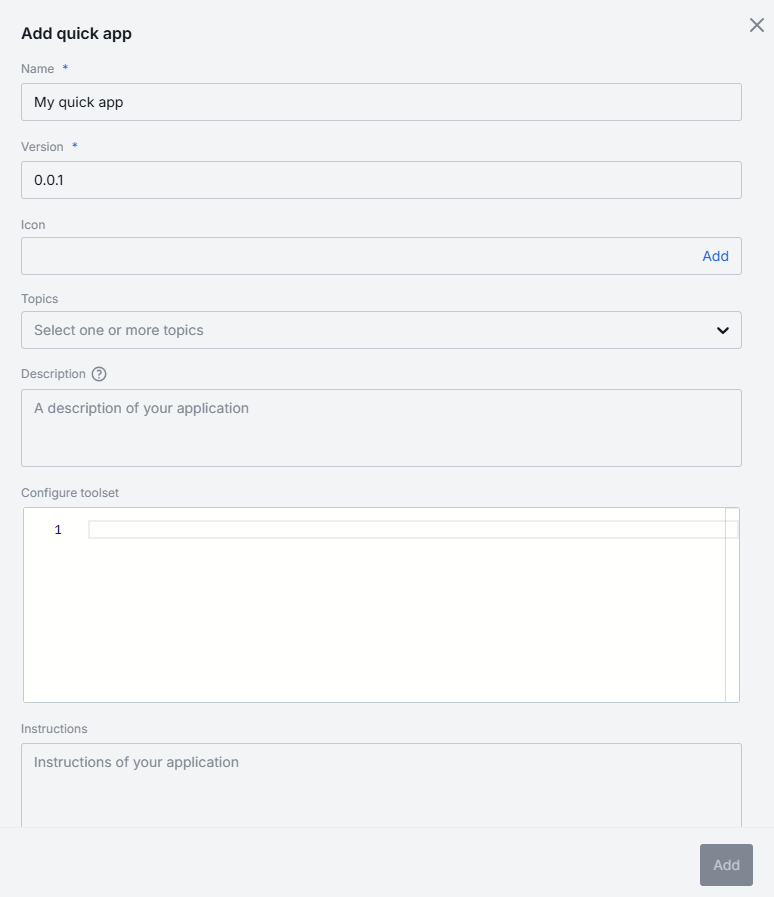 Add quick app
Name *
My quick app
Version *
0.0.1
Icon
Add
Topics
Select one or more topics
Description
A description of your application
Configure toolset
1
Instructions
Instructions of your application
Add